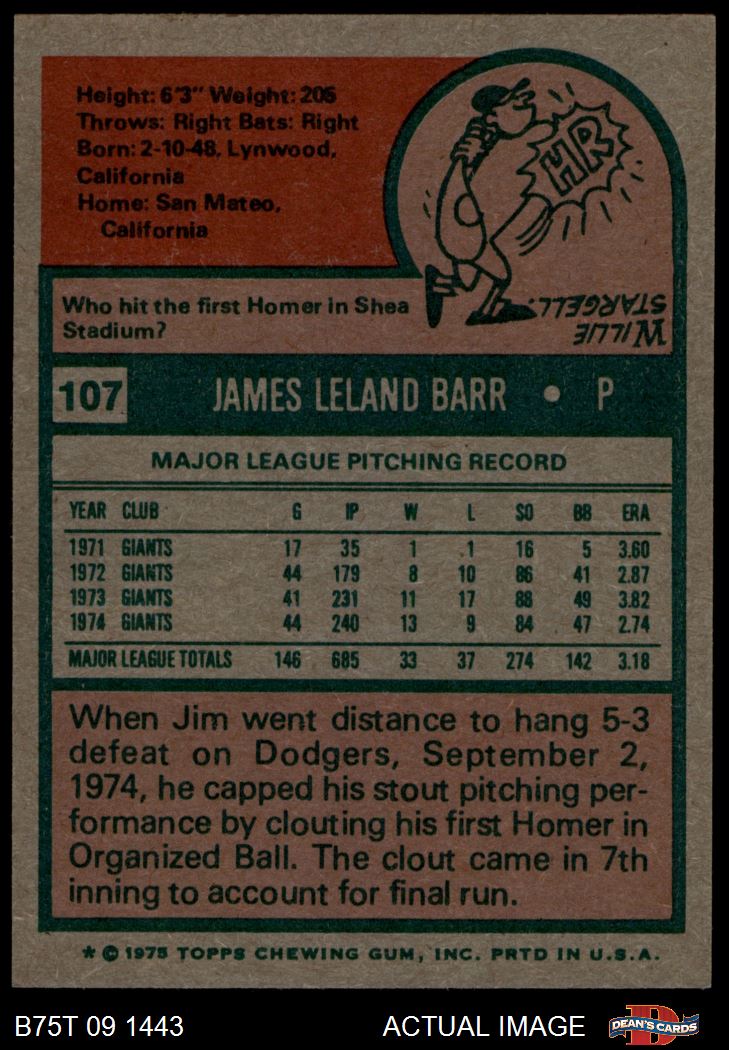 Height: 6'3" Weight: 205
Throws: Right Bats: Right
Born: 2-10-48, Lynwood,
California
Home: San Mateo,
California
HR
Who hit the first Homer in Shea
Stadium?
WILLIE
STARGELL.
107 JAMES LELAND BARR • P
MAJOR LEAGUE PITCHING RECORD
YEAR CLUB G IP W L SO BB ERA
1971 GIANTS 17 35 1 1 16 5 3.60
1972 GIANTS 44 179 8 10 86 41 2.87
1973 GIANTS 41 231 11 17 88 49 3.82
1974 GIANTS 44 240 13 9 84 47 2.74
MAJOR LEAGUE TOTALS 146 685 33 37 274 142 3.18
When Jim went distance to hang 5-3
defeat on Dodgers, September 2,
1974, he capped his stout pitching per-
formance by clouting his first Homer in
Organized Ball. The clout came in 7th
inning to account for final run.
* © 1975 TOPPS CHEWING GUM, INC. PRTD IN U.S.A.
B75T 09 1443 ACTUAL IMAGE D DEAN'S CARDS